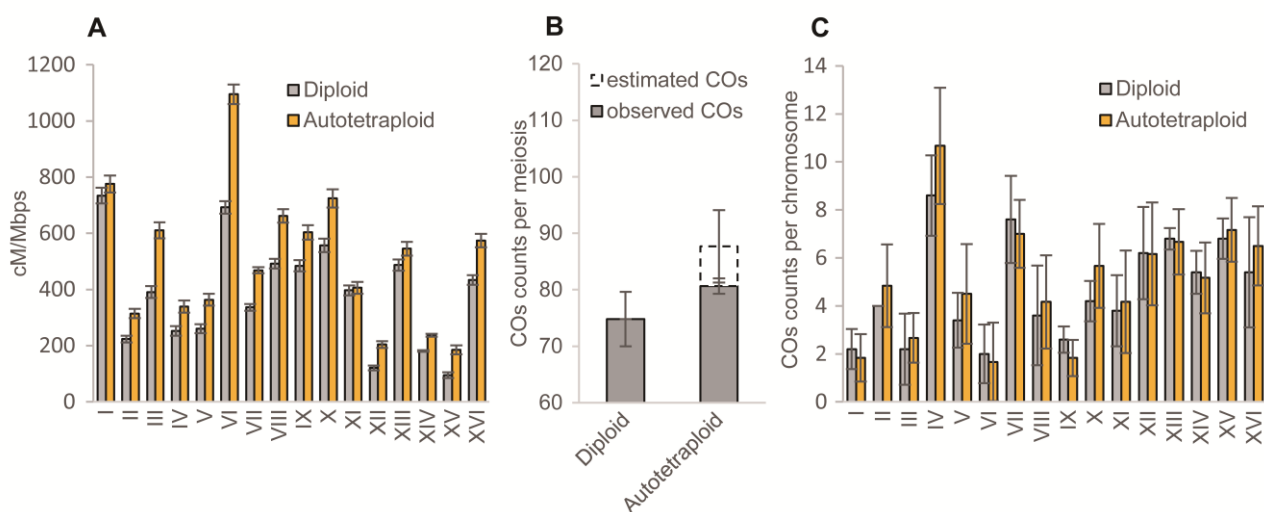 A
cM/Mbps
1200
1000
800
600
400
200
0
Diploid
Autotetraploid
I
II
III
IV
V
VI
VII
VIII
IX
X
XI
XII
XIII
XIV
XV
XVI
B
COs counts per meiosis
120
110
100
90
80
70
60
estimated COs
observed COs
Diploid
Autotetraploid
C
COs counts per chromosome
14
12
10
8
6
4
2
0
Diploid
Autotetraploid
I
II
III
IV
V
VI
VII
VIII
IX
X
XI
XII
XIII
XIV
XV
XVI